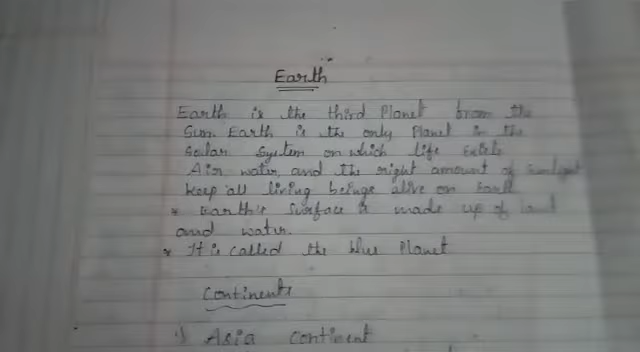 Earth
Earth is the third Planet from the
Sun Earth is the only Planet in the
Solar System on which life exists
Air water and the right amount of sunlight
keep all living beings alive on Earth
* Earth's Surface is made up of land
and water.
* It is called the blue Planet
Continents
1) Asia Continent